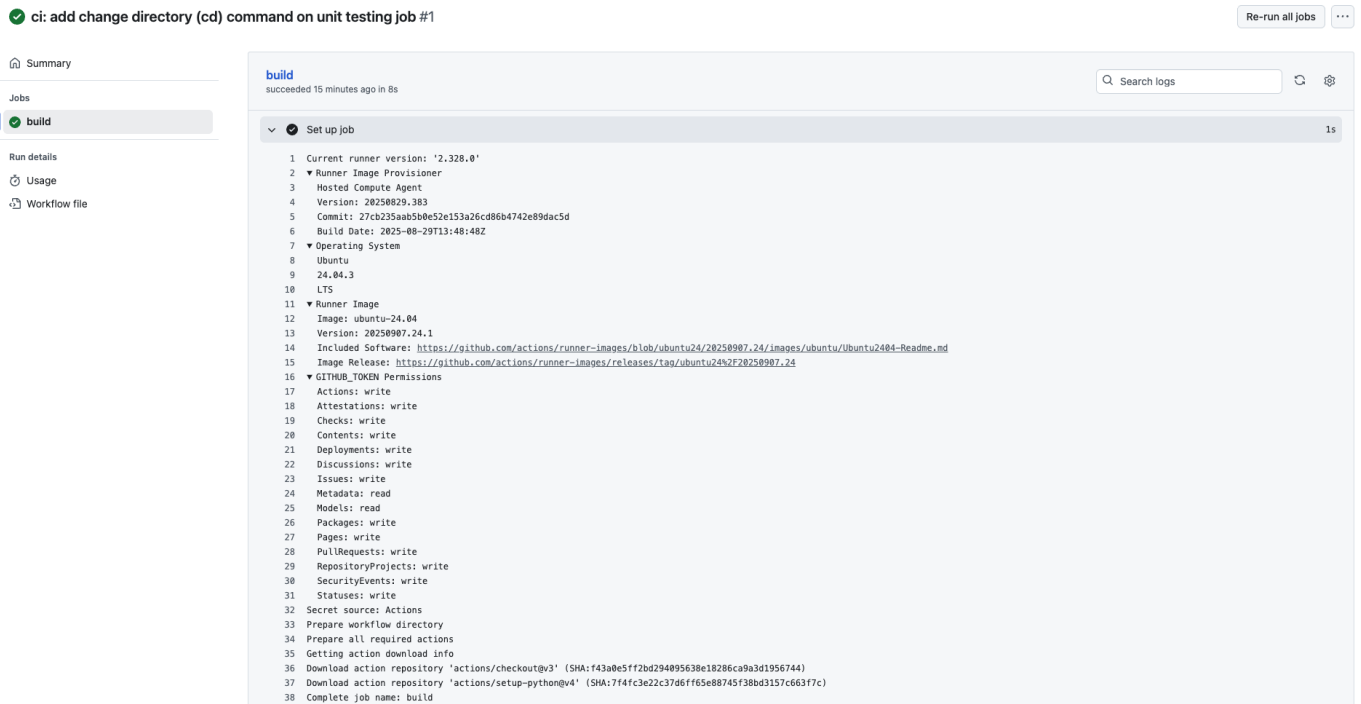 ci: add change directory (cd) command on unit testing job #1
Re-run all jobs
Summary
Jobs
build
Run details
Usage
Workflow file
build
succeeded 15 minutes ago in 8s
Search logs
Set up job
1s
1 Current runner version: '2.328.0'
2 ▼ Runner Image Provisioner
3 Hosted Compute Agent
4 Version: 20250829.383
5 Commit: 27cb235aab5b0e52e153a26cd86b4742e89dac5d
6 Build Date: 2025-08-29T13:48:48Z
7 ▼ Operating System
8 Ubuntu
9 24.04.3
10 LTS
11 ▼ Runner Image
12 Image: ubuntu-24.04
13 Version: 20250907.24.1
14 Included Software: https://github.com/actions/runner-images/blob/ubuntu24/20250907.24/images/ubuntu/Ubuntu2404-Readme.md
15 Image Release: https://github.com/actions/runner-images/releases/tag/ubuntu24%2F20250907.24
16 ▼ GITHUB_TOKEN Permissions
17 Actions: write
18 Attestations: write
19 Checks: write
20 Contents: write
21 Deployments: write
22 Discussions: write
23 Issues: write
24 Metadata: read
25 Models: read
26 Packages: write
27 Pages: write
28 PullRequests: write
29 RepositoryProjects: write
30 SecurityEvents: write
31 Statuses: write
32 Secret source: Actions
33 Prepare workflow directory
34 Prepare all required actions
35 Getting action download info
36 Download action repository 'actions/checkout@v3' (SHA:f43a0e5ff2bd294095638e18286ca9a3d1956744)
37 Download action repository 'actions/setup-python@v4' (SHA:7f4fc3e22c37d6ff65e88745f38bd3157c663f7c)
38 Complete job name: build